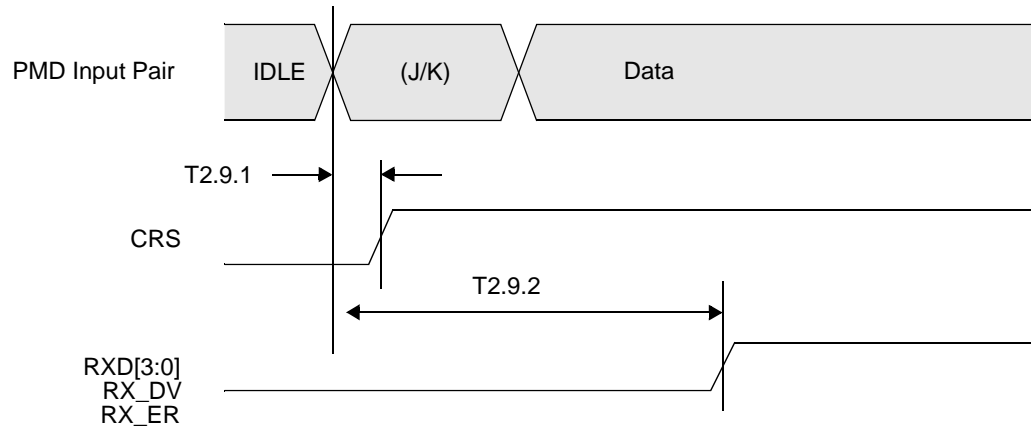 PMD Input Pair IDLE (J/K) Data
T2.9.1
CRS
T2.9.2
RXD[3:0]
RX_DV
RX_ER